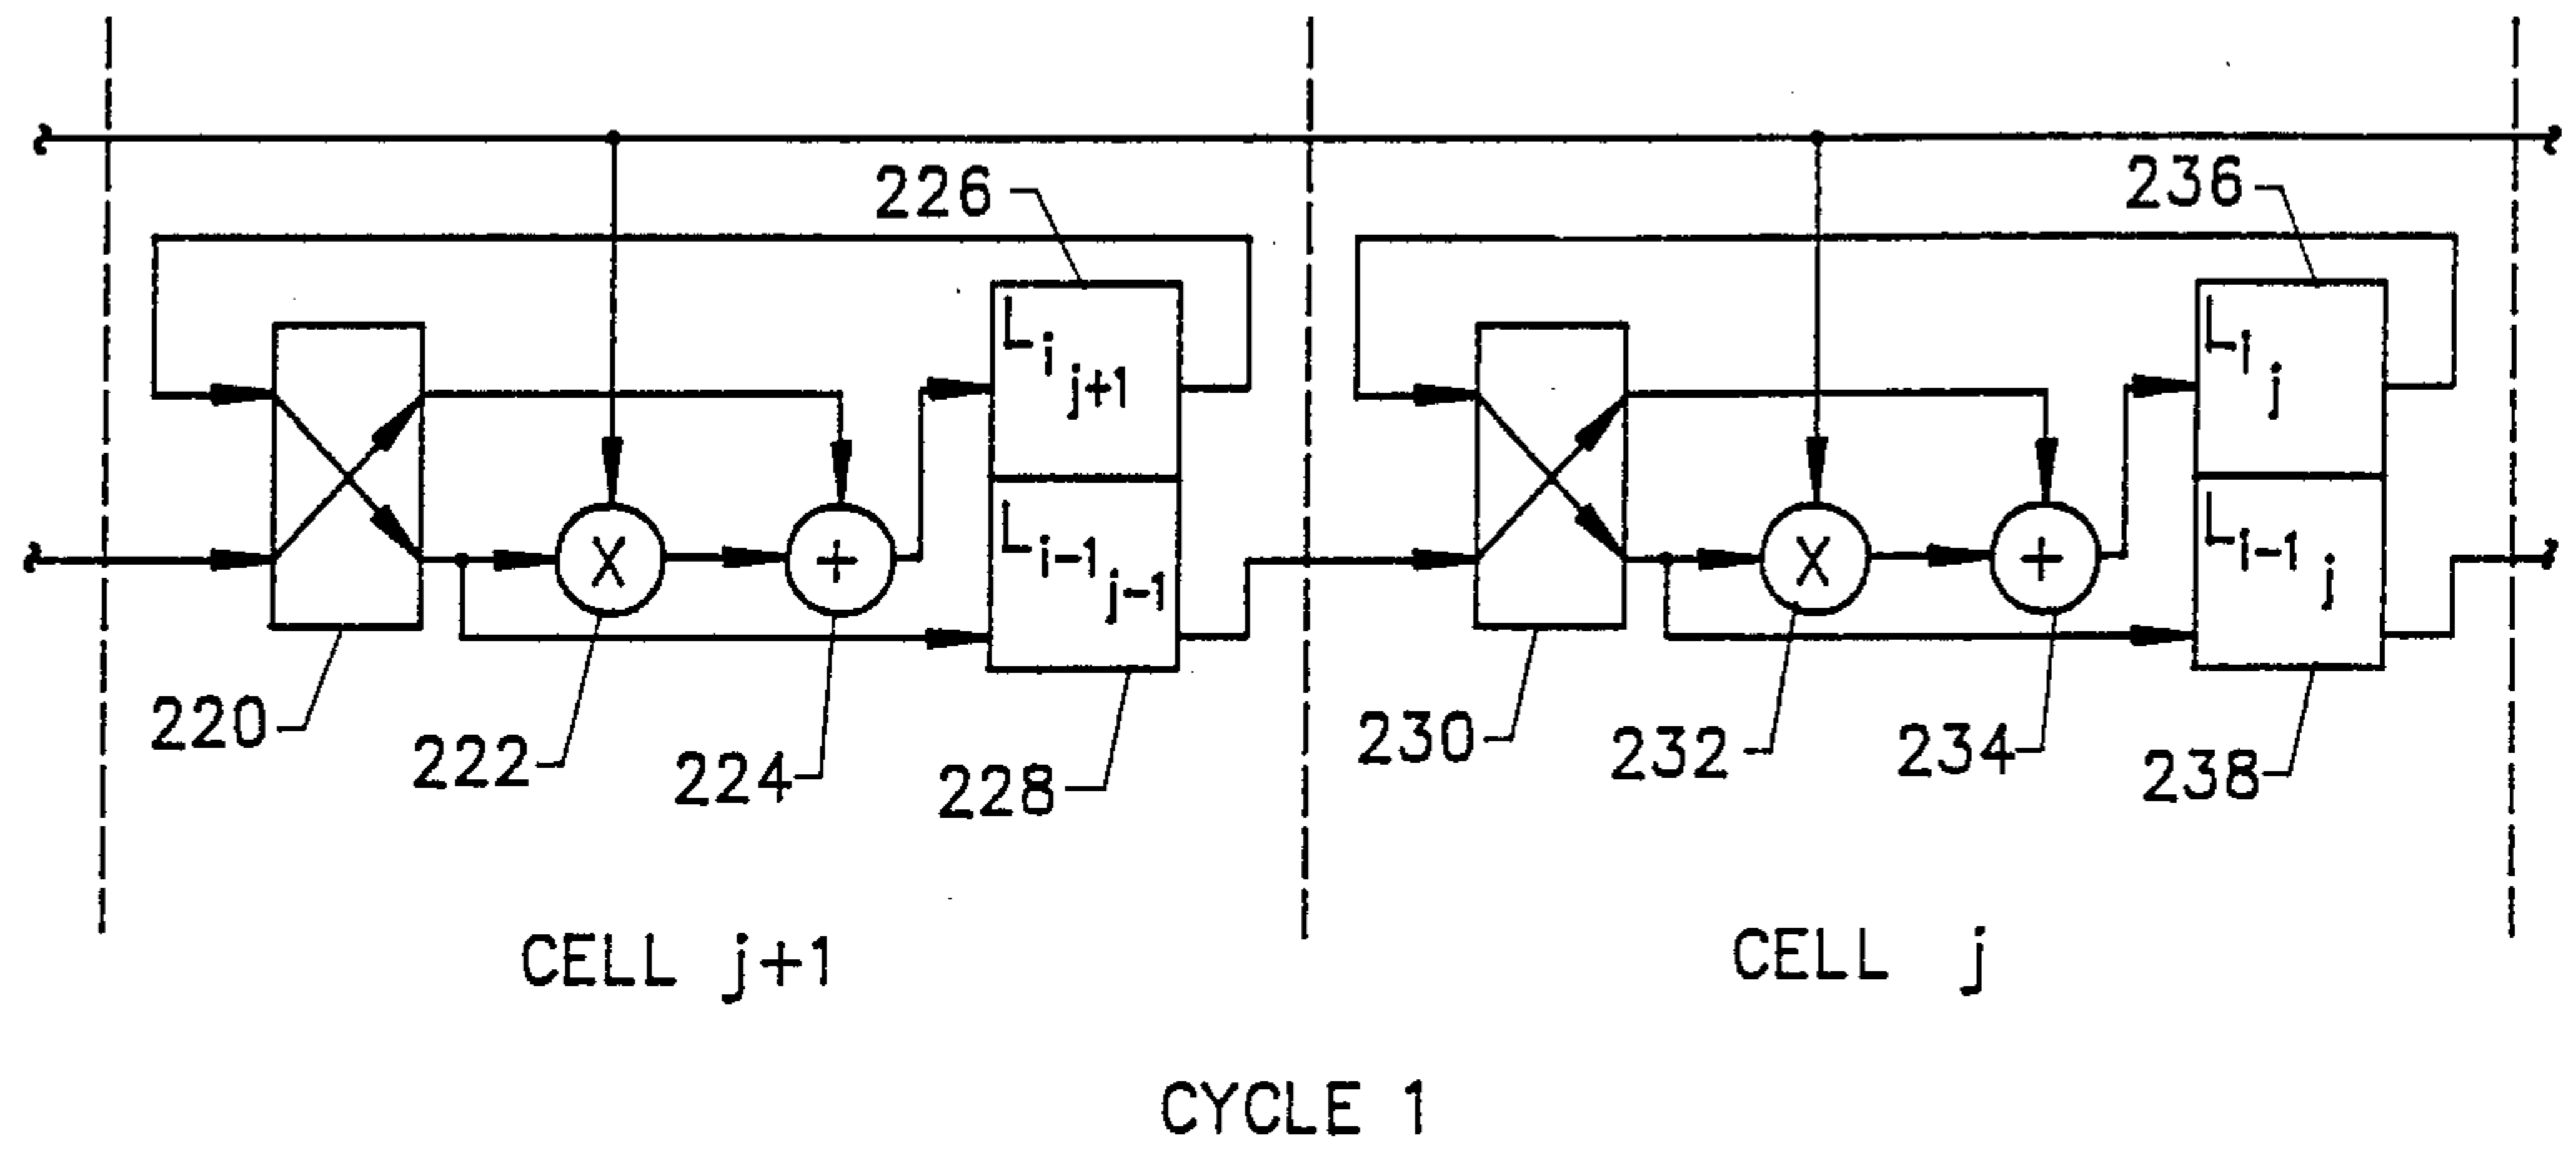 226
236
L i j+1
L i j
L i-1 j-1
L i-1 j
X
+
X
+
220
222
224
228
230
232
234
238
CELL j+1
CELL j
CYCLE 1